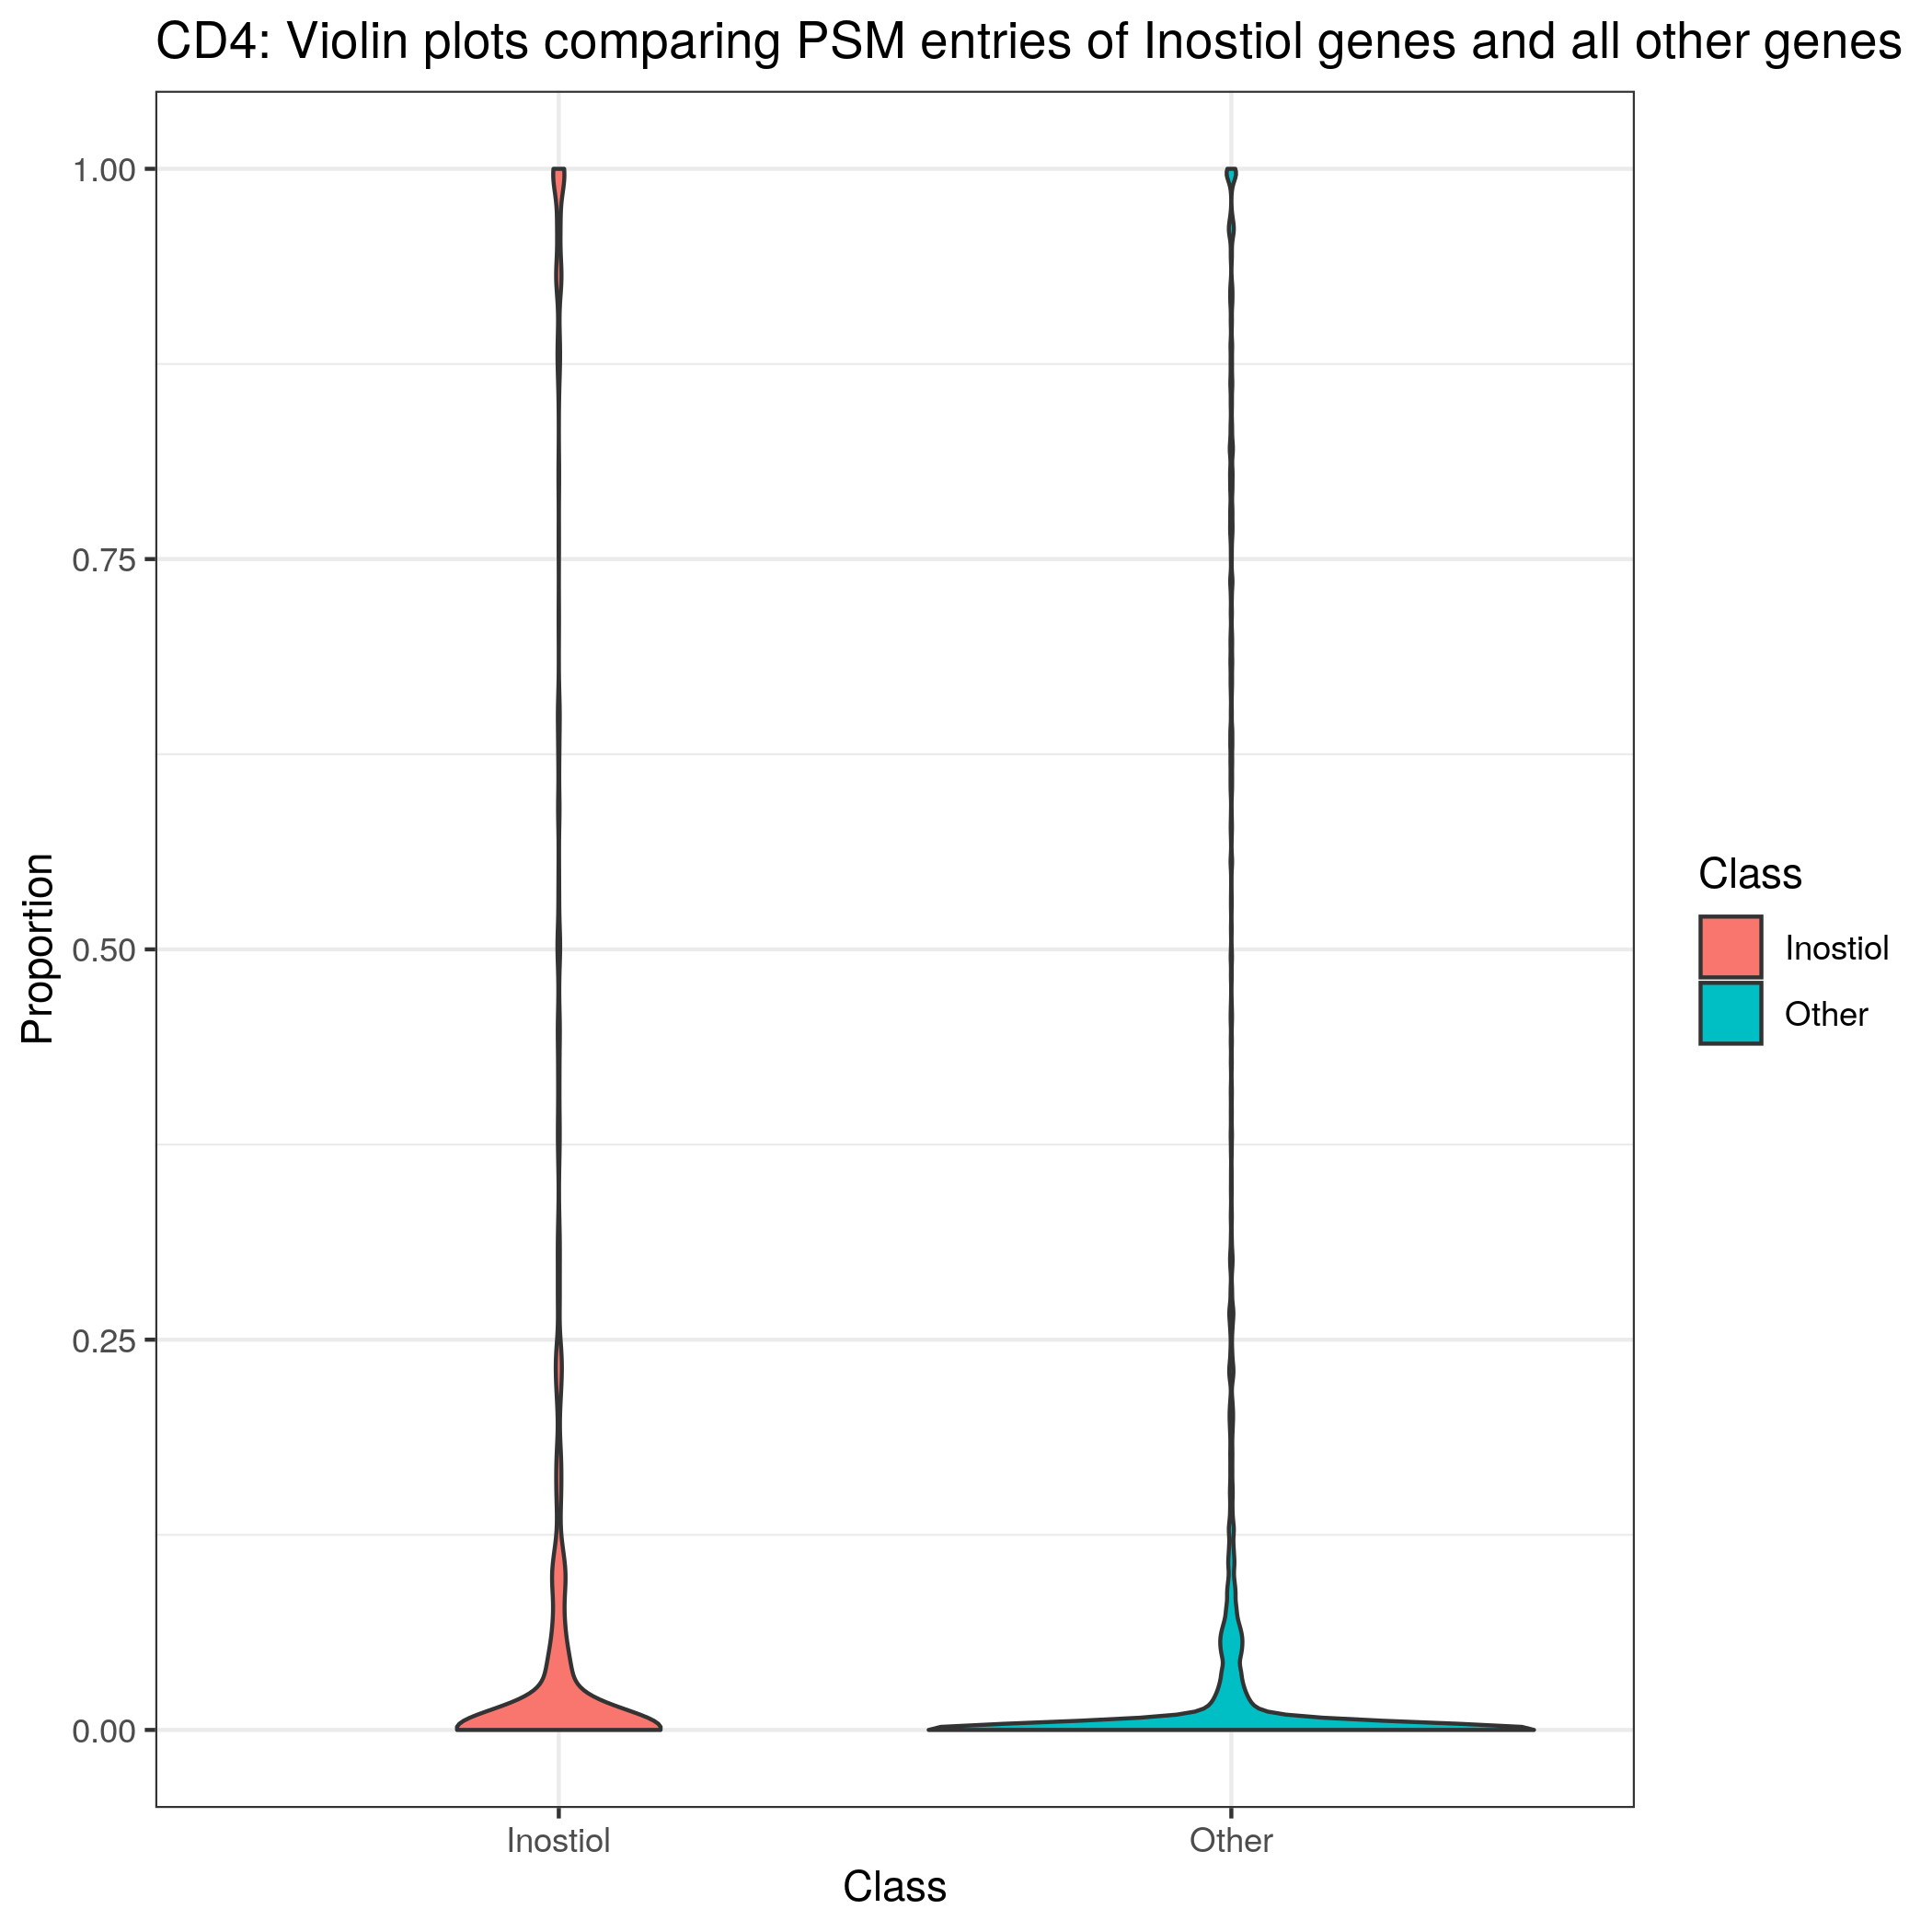 CD4: Violin plots comparing PSM entries of Inostiol genes and all other genes
1.00
0.75
0.50
0.25
0.00
Proportion
Inostiol
Other
Class
Class
Inostiol
Other